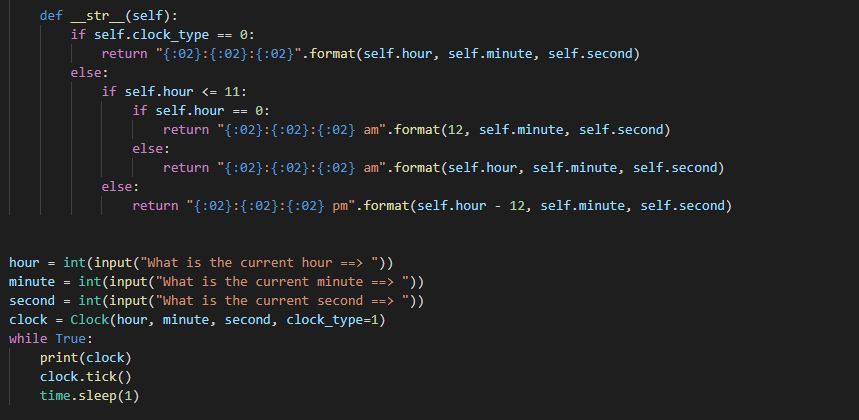 def __str__(self):
if self.clock_type == 0:
return "{:02}:{:02}:{:02}".format(self.hour, self.minute, self.second)
else:
if self.hour <= 11:
if self.hour == 0:
return "{:02}:{:02}:{:02} am".format(12, self.minute, self.second)
else:
return "{:02}:{:02}:{:02} am".format(self.hour, self.minute, self.second)
else:
return "{:02}:{:02}:{:02} pm".format(self.hour - 12, self.minute, self.second)
hour = int(input("What is the current hour ==> "))
minute = int(input("What is the current minute ==> "))
second = int(input("What is the current second ==> "))
clock = Clock(hour, minute, second, clock_type=1)
while True:
print(clock)
clock.tick()
time.sleep(1)